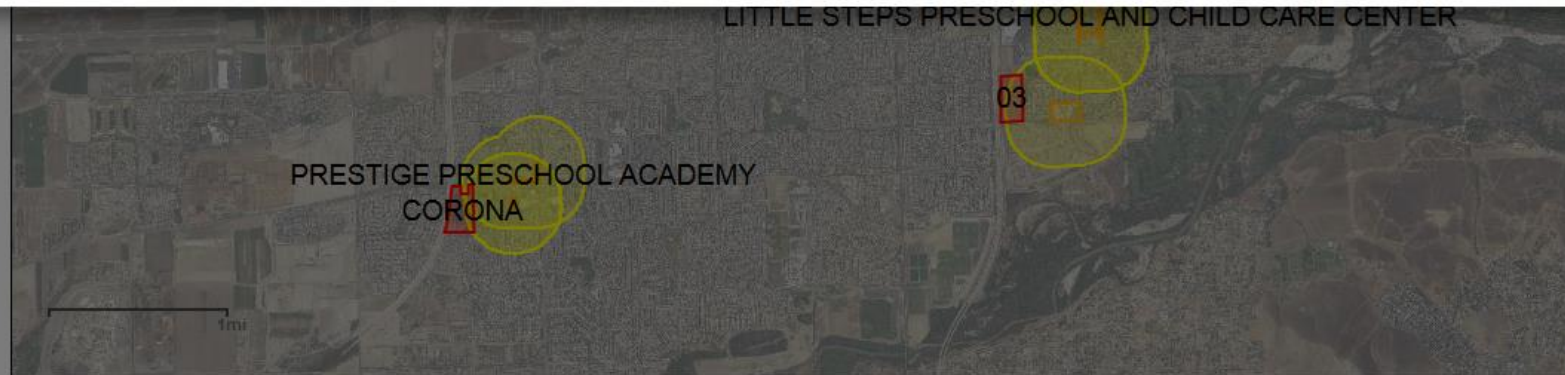 LITTLE STEPS PRESCHOOL AND CHILD CARE CENTER
03
PRESTIGE PRESCHOOL ACADEMY
CORONA
1mi